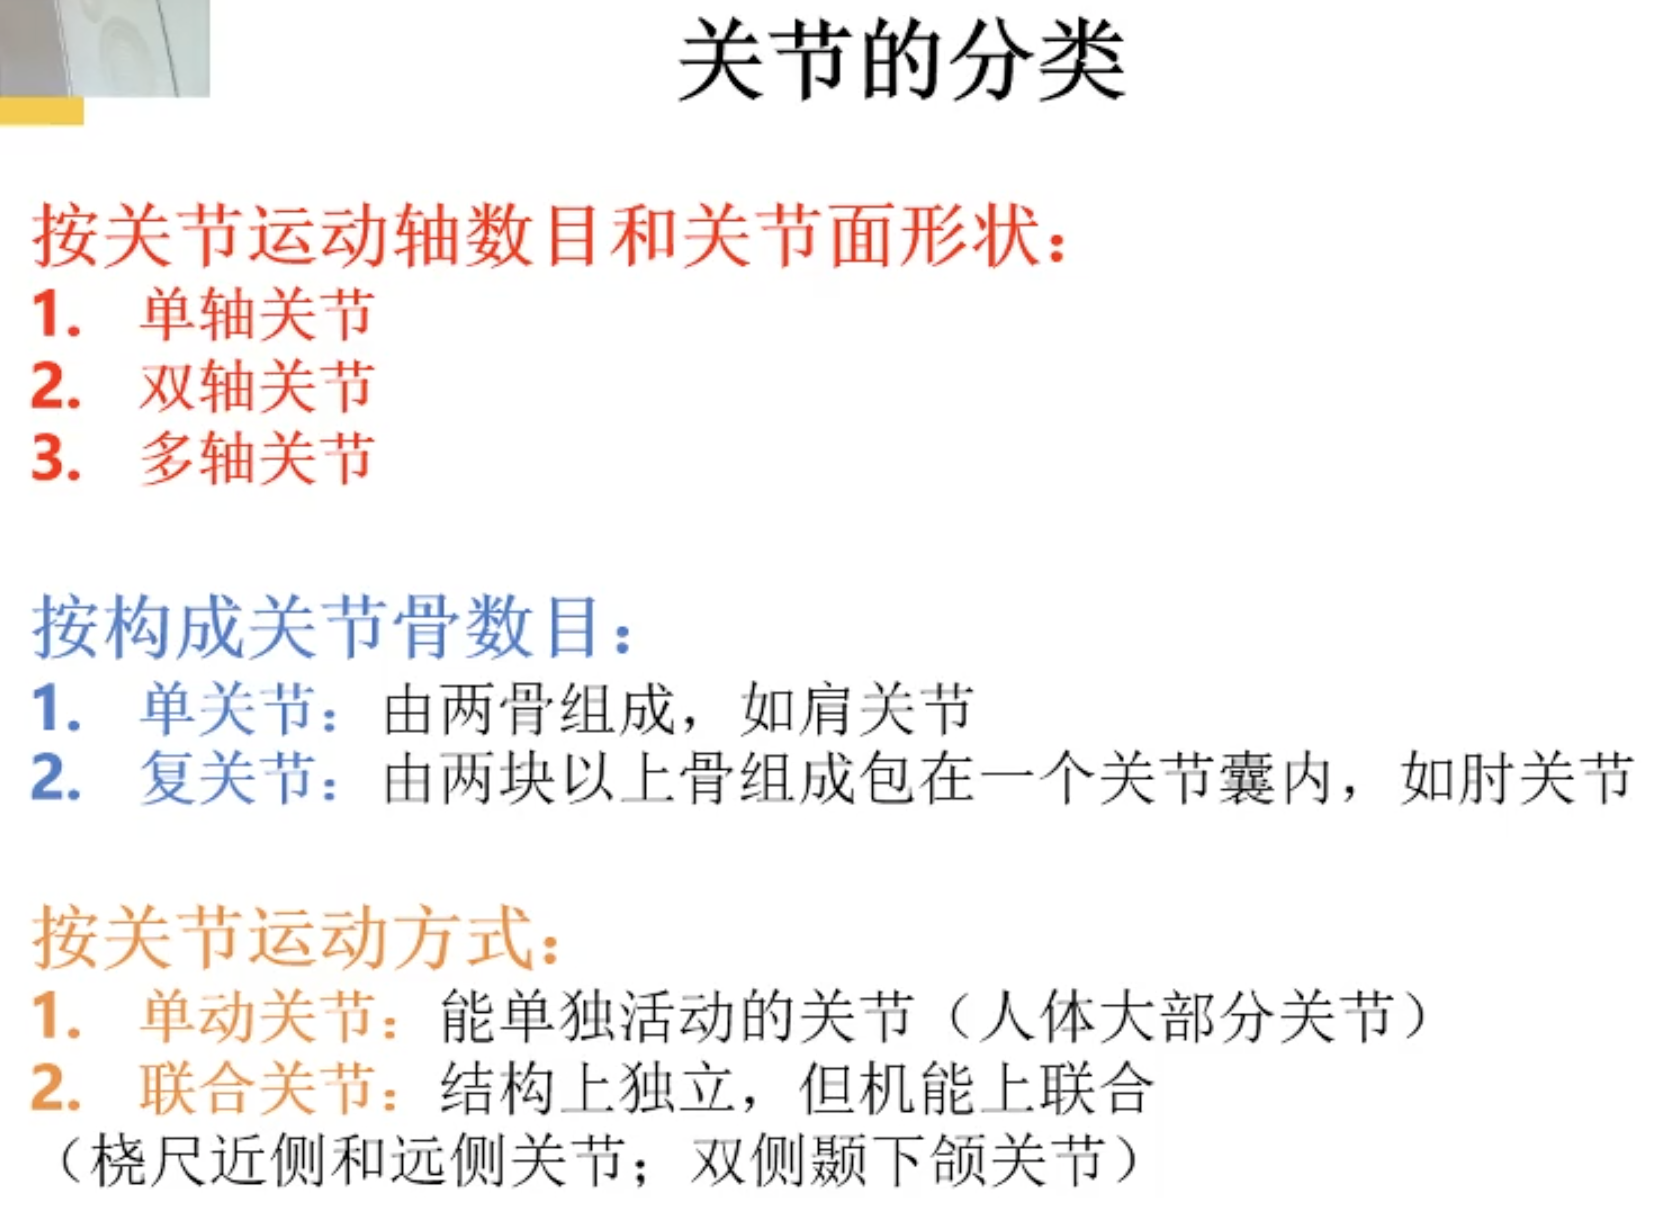 关节的分类
按关节运动轴数目和关节面形状：
1. 单轴关节
2. 双轴关节
3. 多轴关节
按构成关节骨数目：
1. 单关节：由两骨组成，如肩关节
2. 复关节：由两块以上骨组成包在一个关节囊内，如肘关节
按关节运动方式：
1. 单动关节：能单独活动的关节（人体大部分关节）
2. 联合关节：结构上独立，但机能上联合
（桡尺近侧和远侧关节；双侧颞下颌关节）